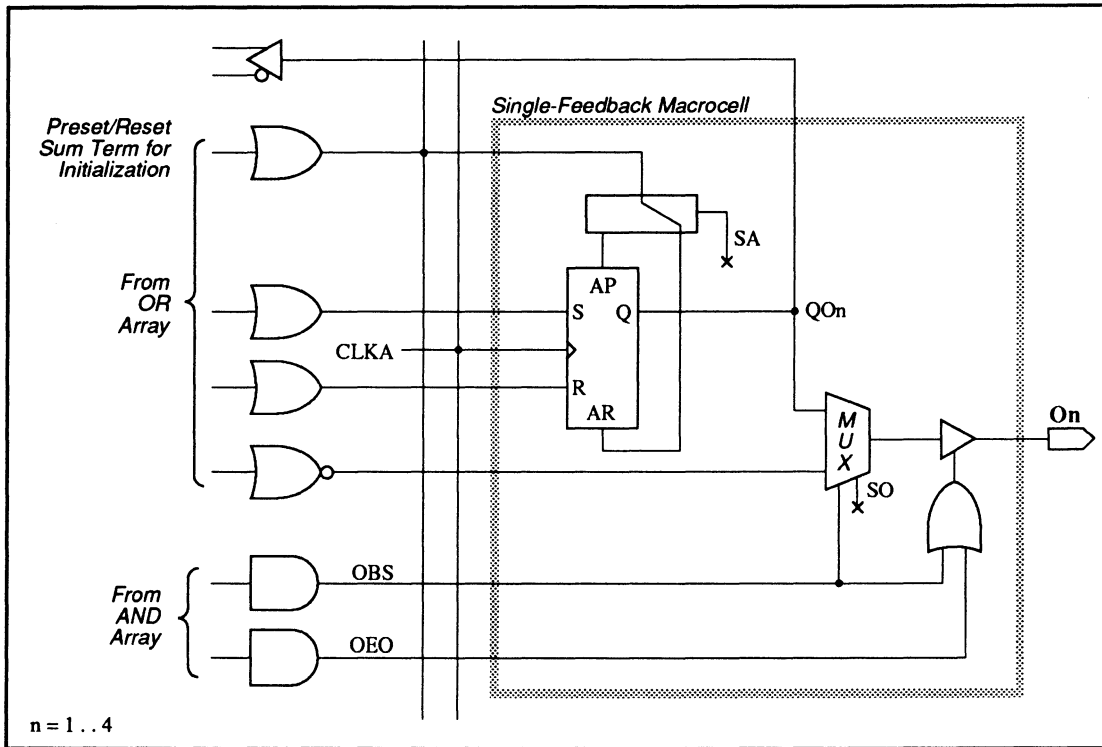 Single-Feedback Macrocell
Preset/Reset
Sum Term for
Initialization
SA
AP
From
OR
Array
S
Q
QOn
CLKA
R
AR
MUX
On
SO
OBS
From
AND
Array
OEO
n = 1 . . 4